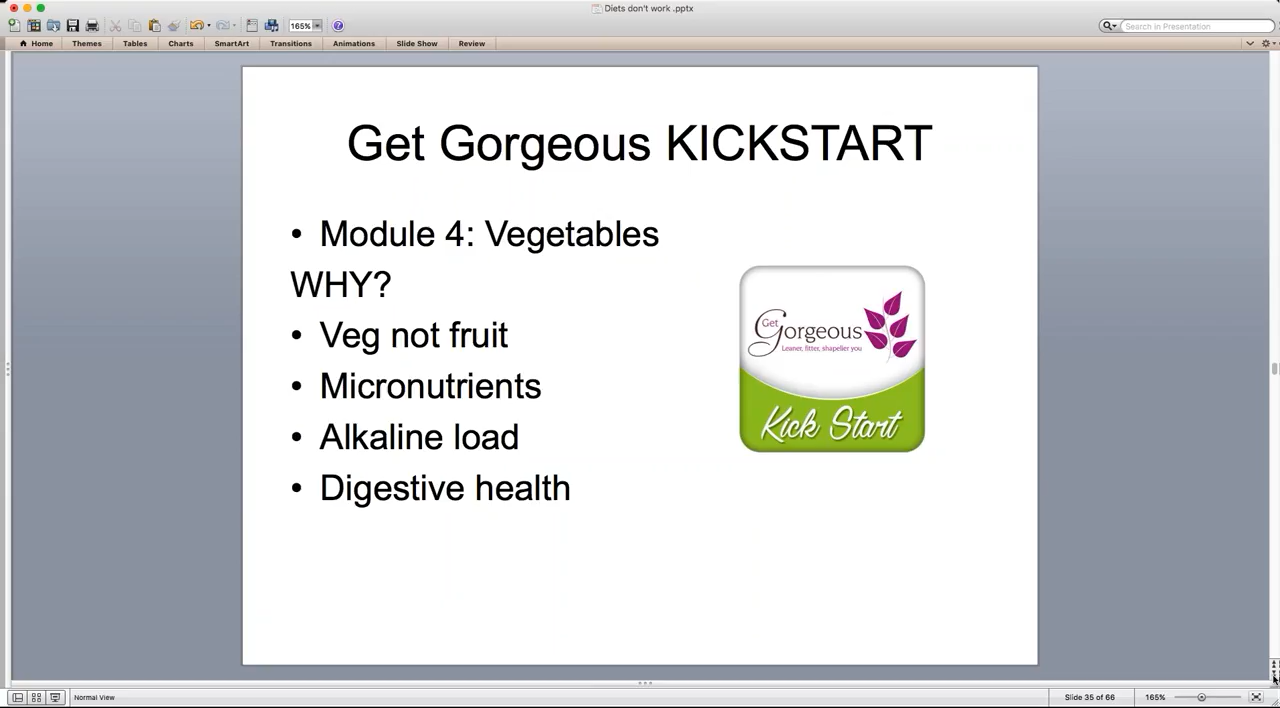 Diets don't work .pptx
165%
Search in Presentation
Home Themes Tables Charts SmartArt Transitions Animations Slide Show Review
Get Gorgeous KICKSTART
• Module 4: Vegetables
WHY?
• Veg not fruit
• Micronutrients
• Alkaline load
• Digestive health
Get
Gorgeous
Leaner, fitter, shapelier you
Kick Start
Normal View
Slide 35 of 66
165%